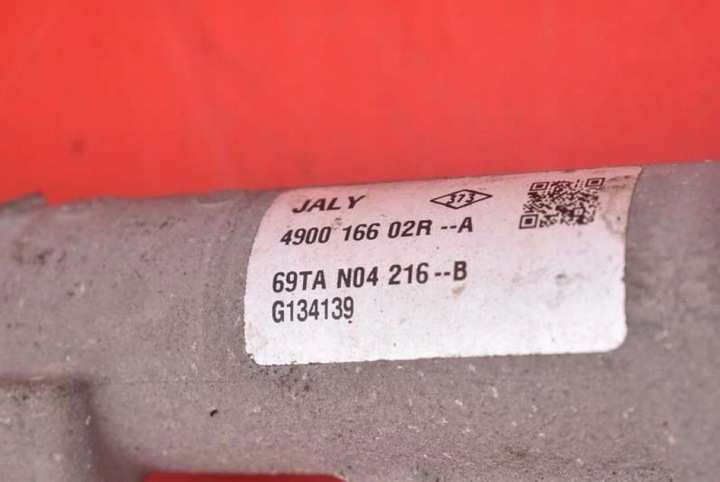 JALY 373
4900 166 02R --A
69TA N04 216--B
G134139